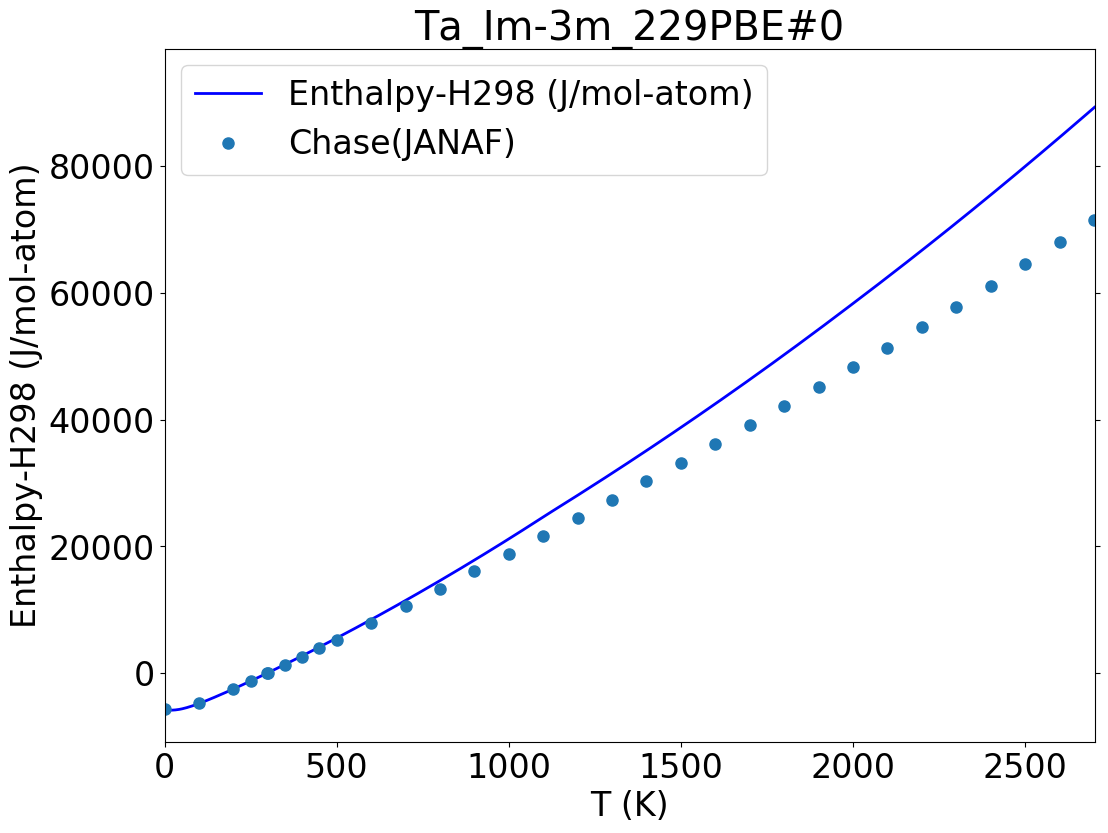 Ta_Im-3m_229PBE#0
Enthalpy-H298 (J/mol-atom)
Chase(JANAF)
Enthalpy-H298 (J/mol-atom)
80000
60000
40000
20000
0
0 500 1000 1500 2000 2500
T (K)